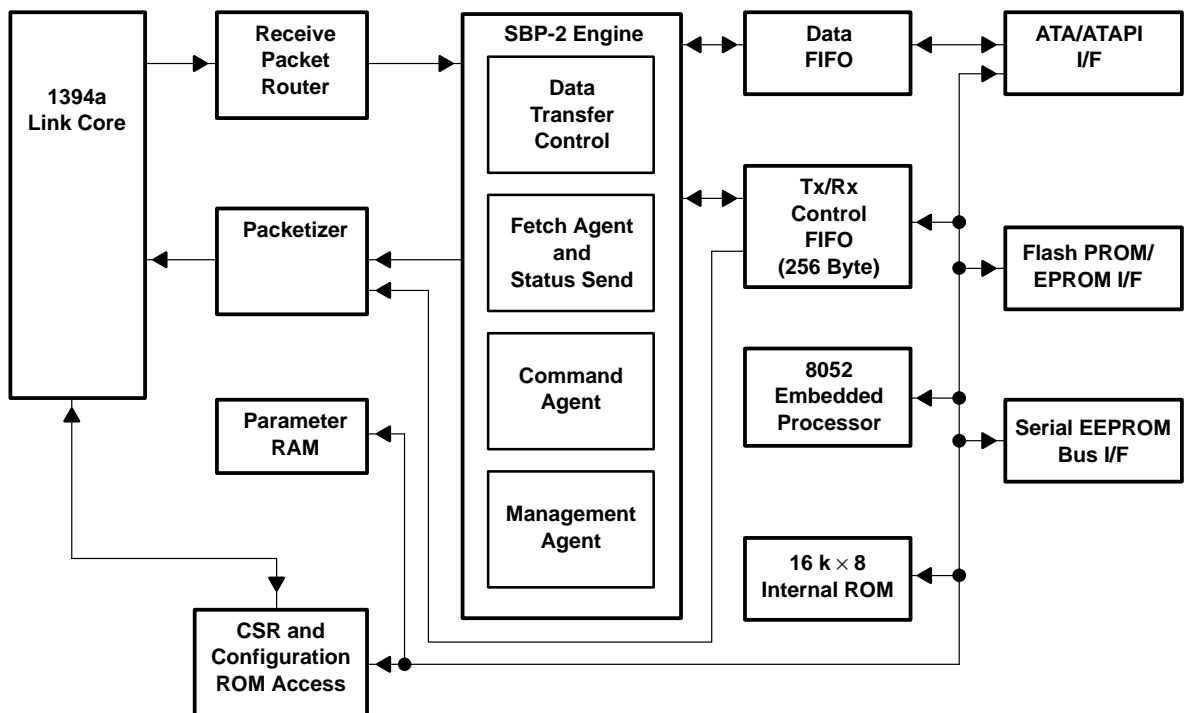 1394a
Link Core
Receive
Packet
Router
Packetizer
Parameter
RAM
CSR and
Configuration
ROM Access
SBP-2 Engine
Data
Transfer
Control
Fetch Agent
and
Status Send
Command
Agent
Management
Agent
Data
FIFO
Tx/Rx
Control
FIFO
(256 Byte)
8052
Embedded
Processor
16 k × 8
Internal ROM
ATA/ATAPI
I/F
Flash PROM/
EPROM I/F
Serial EEPROM
Bus I/F